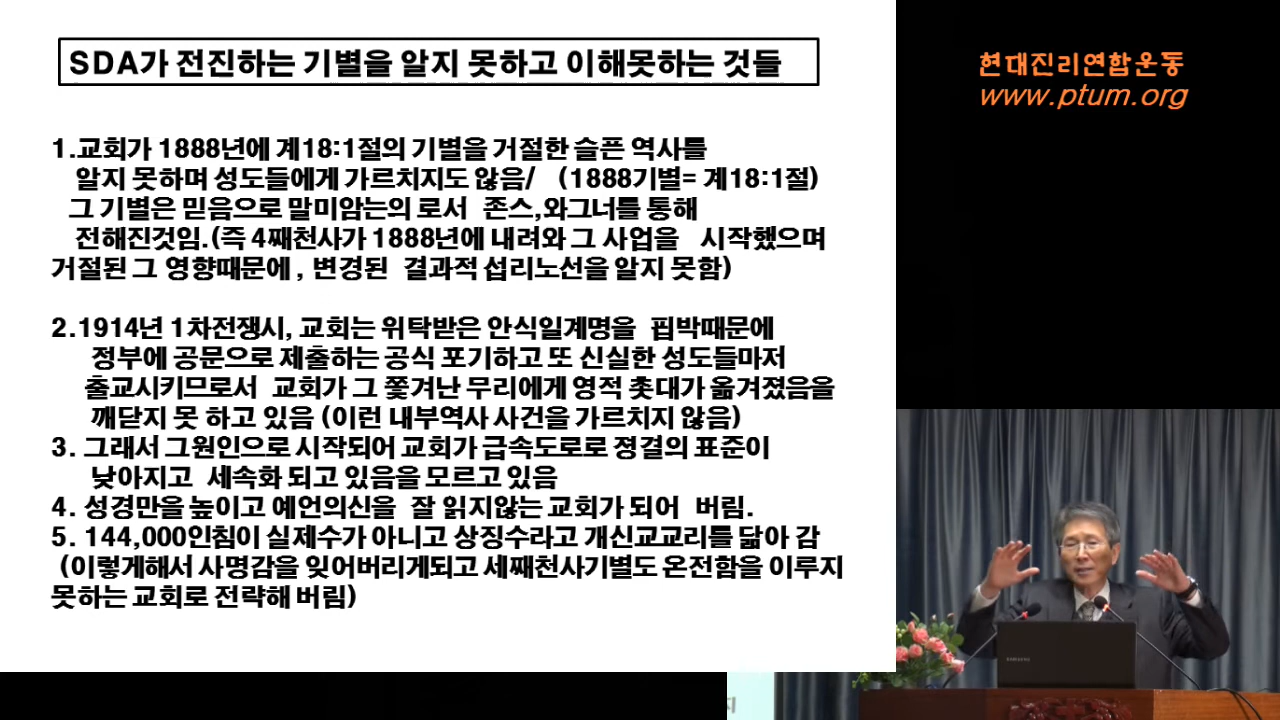 SDA가 전진하는 기별을 알지 못하고 이해못하는 것들
현대진리연합운동
www.ptum.org
1.교회가 1888년에 계18:1절의 기별을 거절한 슬픈 역사를
알지 못하며 성도들에게 가르치지도 않음/ (1888기별= 계18:1절)
그 기별은 믿음으로 말미암는의 로서 존스,와그너를 통해
전해진것임.(즉 4째천사가 1888년에 내려와 그 사업을 시작했으며
거절된 그 영향때문에 , 변경된 결과적 섭리노선을 알지 못함)
2.1914년 1차전쟁시, 교회는 위탁받은 안식일계명을 핍박때문에
정부에 공문으로 제출하는 공식 포기하고 또 신실한 성도들마저
출교시키므로서 교회가 그 쫓겨난 무리에게 영적 촛대가 옮겨졌음을
깨닫지 못 하고 있음 (이런 내부역사 사건을 가르치지 않음)
3. 그래서 그원인으로 시작되어 교회가 급속도로로 정결의 표준이
낮아지고 세속화 되고 있음을 모르고 있음
4. 성경만을 높이고 예언의신을 잘 읽지않는 교회가 되어 버림.
5. 144,000인침이 실제수가 아니고 상징수라고 개신교교리를 닮아 감
(이렇게해서 사명감을 잊어버리게되고 세째천사기별도 온전함을 이루지
못하는 교회로 전략해 버림)
SAMSUNG
지